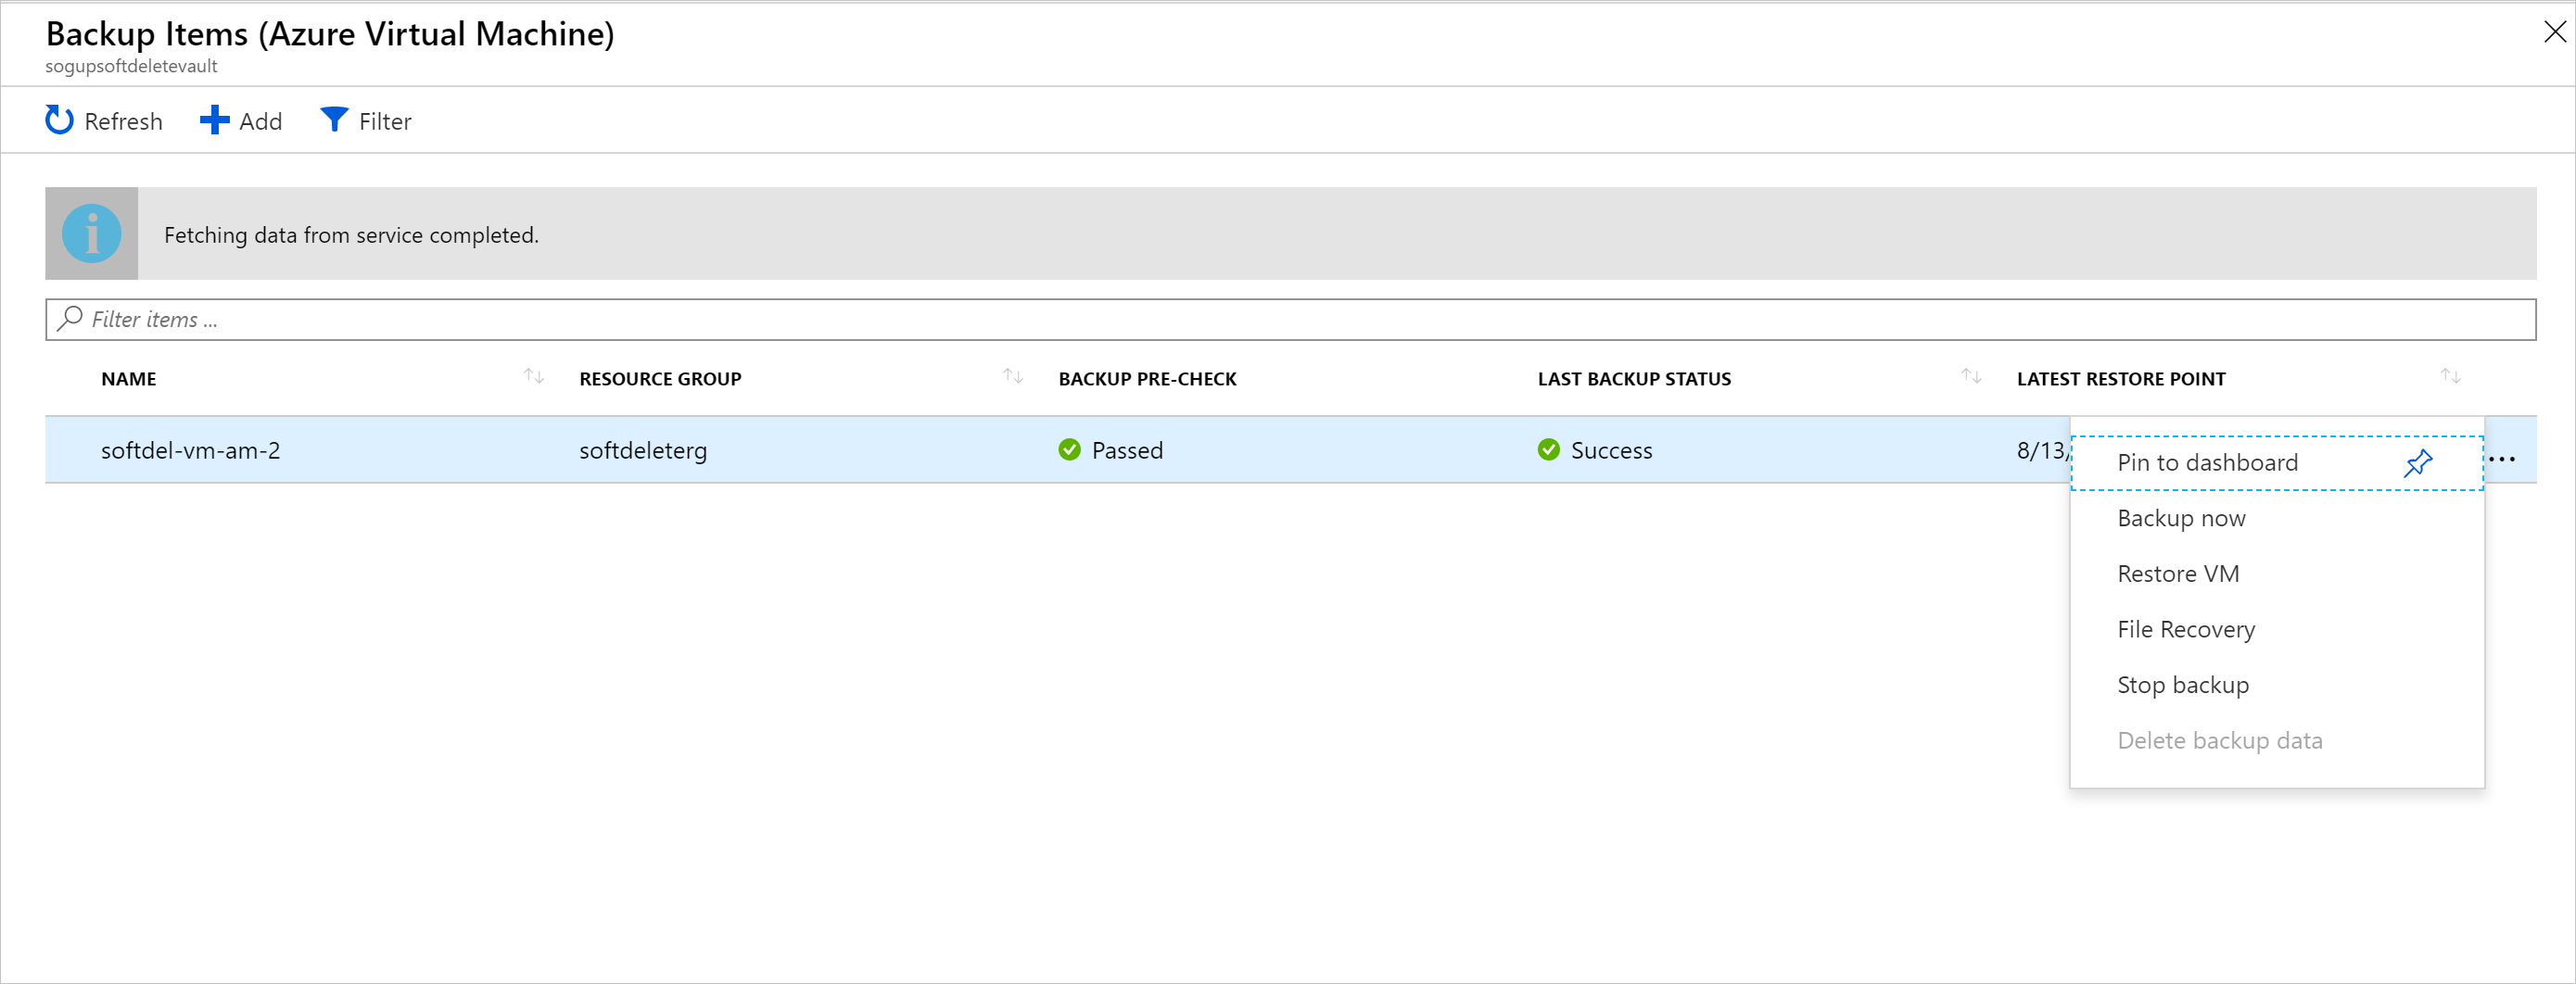 Backup Items (Azure Virtual Machine)
sogupsoftdeletevault
Refresh Add Filter
Fetching data from service completed.
Filter items ...
NAME RESOURCE GROUP BACKUP PRE-CHECK LAST BACKUP STATUS LATEST RESTORE POINT
softdel-vm-am-2 softdeleterg Passed Success 8/13/ ...
Pin to dashboard
Backup now
Restore VM
File Recovery
Stop backup
Delete backup data